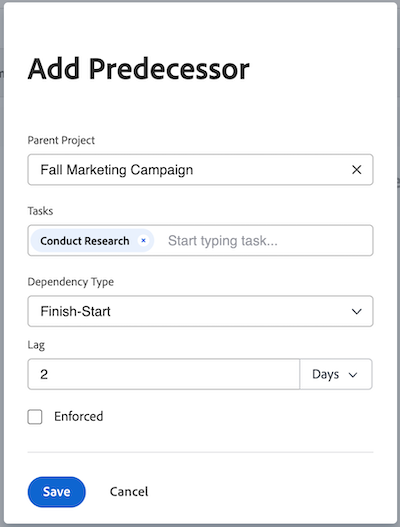 Add Predecessor
Parent Project
Fall Marketing Campaign
Tasks
Conduct Research × Start typing task...
Dependency Type
Finish-Start
Lag
2 Days
Enforced
Save Cancel